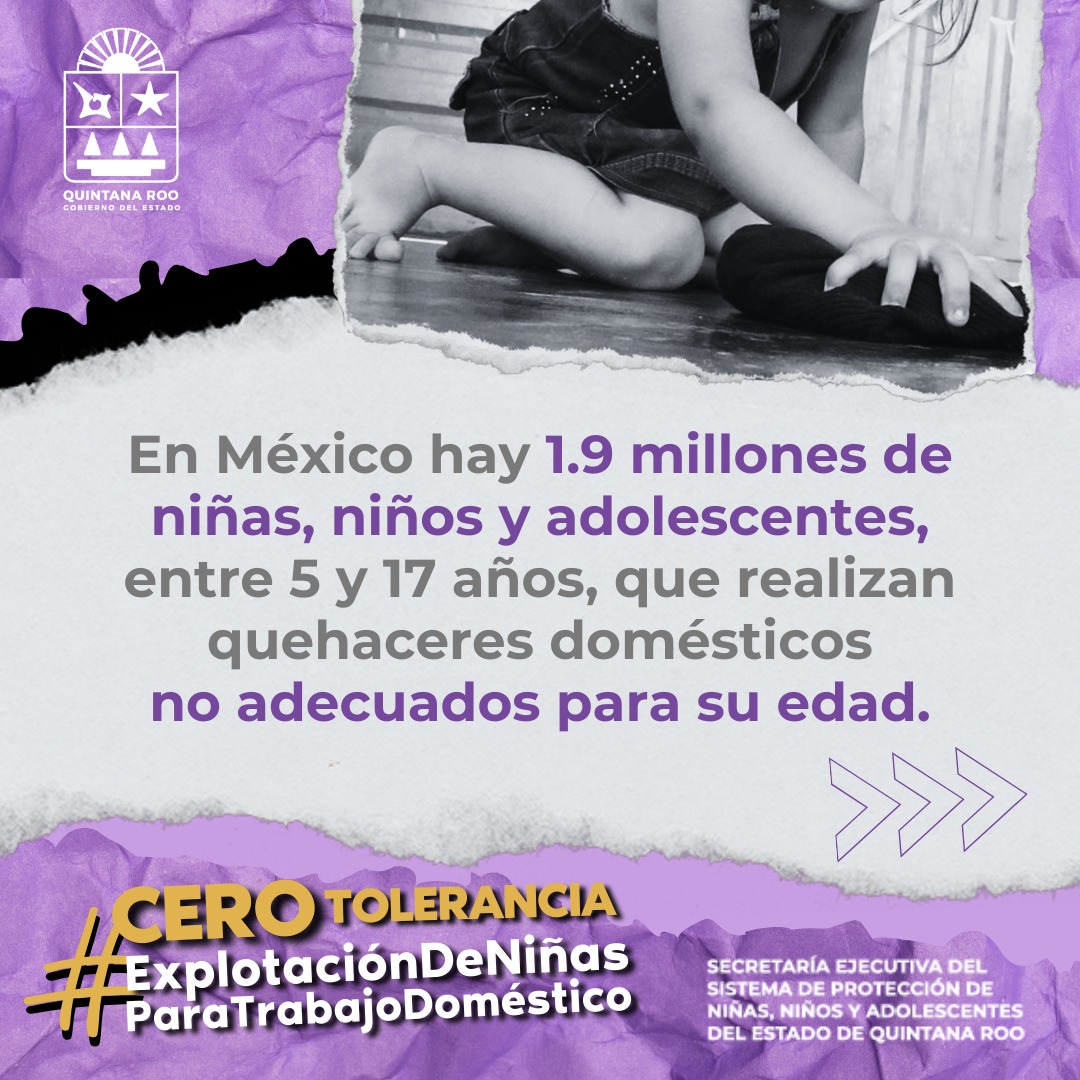 QUINTANA ROO
GOBIERNO DEL ESTADO
En México hay 1.9 millones de
niñas, niños y adolescentes,
entre 5 y 17 años, que realizan
quehaceres domésticos
no adecuados para su edad.
#CERO TOLERANCIA
ExplotaciónDeNiñas
ParaTrabajoDoméstico
SECRETARÍA EJECUTIVA DEL
SISTEMA DE PROTECCIÓN DE
NIÑAS, NIÑOS Y ADOLESCENTES
DEL ESTADO DE QUINTANA ROO